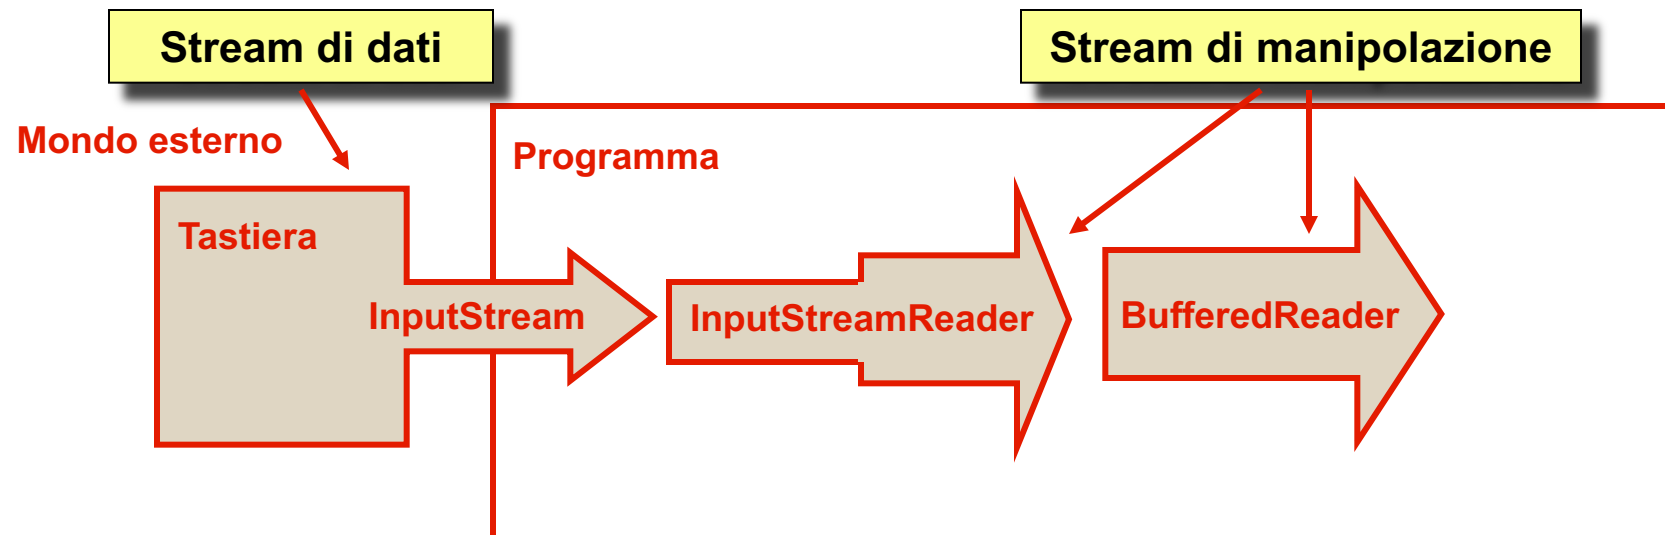 Stream di dati
Stream di manipolazione
Mondo esterno
Programma
Tastiera
InputStream
InputStreamReader
BufferedReader